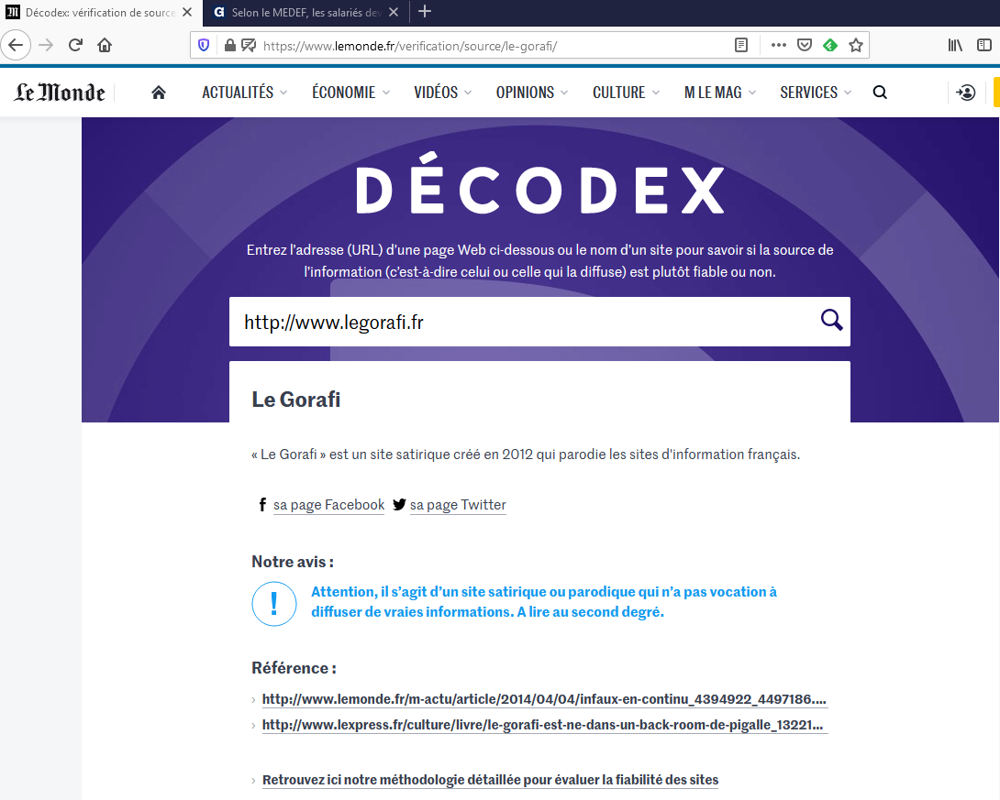 Décodex: vérification de source
Selon le MEDEF, les salariés dev
https://www.lemonde.fr/verification/source/le-gorafi/
Le Monde
ACTUALITÉS
ÉCONOMIE
VIDÉOS
OPINIONS
CULTURE
M LE MAG
SERVICES
DÉCODEX
Entrez l'adresse (URL) d'une page Web ci-dessous ou le nom d'un site pour savoir si la source de
l'information (c'est-à-dire celui ou celle qui la diffuse) est plutôt fiable ou non.
http://www.legorafi.fr
Le Gorafi
« Le Gorafi » est un site satirique créé en 2012 qui parodie les sites d'information français.
sa page Facebook sa page Twitter
Notre avis :
! Attention, il s'agit d'un site satirique ou parodique qui n'a pas vocation à
diffuser de vraies informations. A lire au second degré.
Référence :
› http://www.lemonde.fr/m-actu/article/2014/04/04/infaux-en-continu_4394922_4497186....
› http://www.lexpress.fr/culture/livre/le-gorafi-est-ne-dans-un-back-room-de-pigalle_13221...
› Retrouvez ici notre méthodologie détaillée pour évaluer la fiabilité des sites